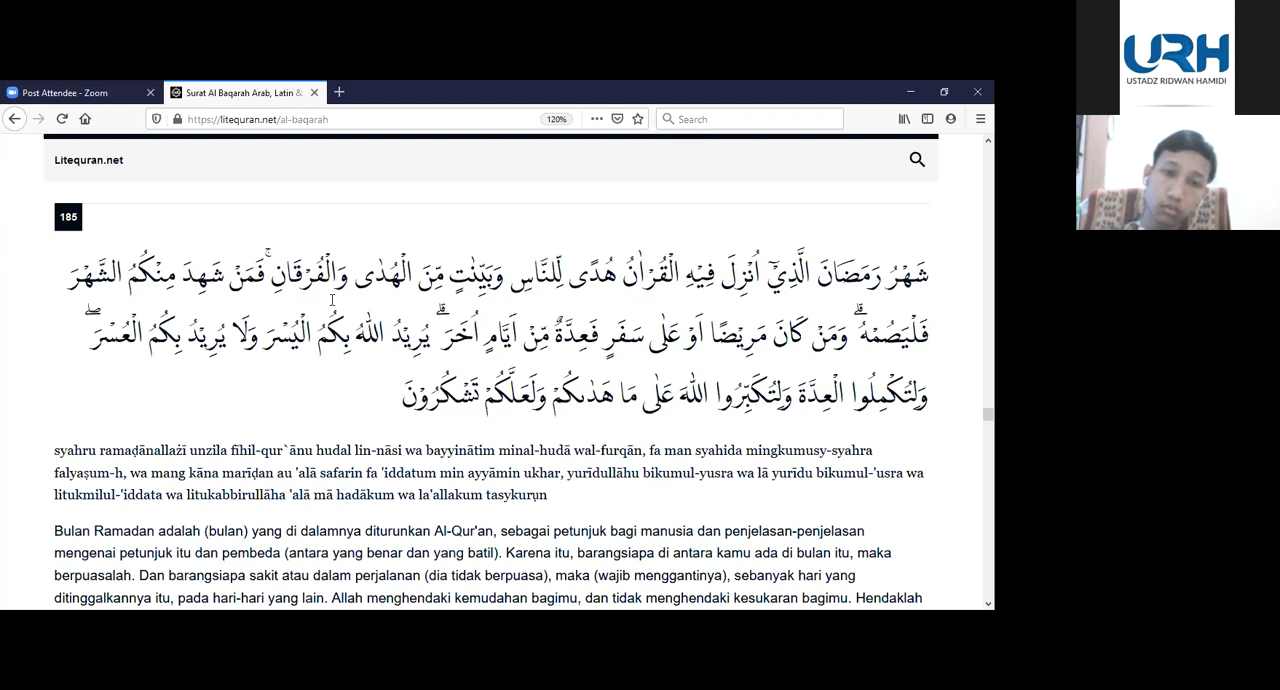 Post Attendee - Zoom
Surat Al Baqarah Arab, Latin &
https://litequran.net/al-baqarah
120%
Search
URH
USTADZ RIDWAN HAMIDI
Litequran.net
185
شَهْرُ رَمَضَانَ الَّذِيْٓ اُنْزِلَ فِيْهِ الْقُرْاٰنُ هُدًى لِّلنَّاسِ وَبَيِّنٰتٍ مِّنَ الْهُدٰى وَالْفُرْقَانِۚ فَمَنْ شَهِدَ مِنْكُمُ الشَّهْرَ
فَلْيَصُمْهُۗ وَمَنْ كَانَ مَرِيْضًا اَوْ عَلٰى سَفَرٍ فَعِدَّةٌ مِّنْ اَيَّامٍ اُخَرَۗ يُرِيْدُ اللّٰهُ بِكُمُ الْيُسْرَ وَلَا يُرِيْدُ بِكُمُ الْعُسْرَۖ
وَلِتُكْمِلُوا الْعِدَّةَ وَلِتُكَبِّرُوا اللّٰهَ عَلٰى مَا هَدٰىكُمْ وَلَعَلَّكُمْ تَشْكُرُوْنَ
syahru ramaḍānallażī unzila fīhil-qur`ānu hudal lin-nāsi wa bayyinātim minal-hudā wal-furqān, fa man syahida mingkumusy-syahra
falyaṣum-h, wa mang kāna marīḍan au 'alā safarin fa 'iddatum min ayyāmin ukhar, yurīdullāhu bikumul-yusra wa lā yurīdu bikumul-'usra wa
litukmilul-'iddata wa litukabbirullāha 'alā mā hadākum wa la'allakum tasykurụn
Bulan Ramadan adalah (bulan) yang di dalamnya diturunkan Al-Qur'an, sebagai petunjuk bagi manusia dan penjelasan-penjelasan
mengenai petunjuk itu dan pembeda (antara yang benar dan yang batil). Karena itu, barangsiapa di antara kamu ada di bulan itu, maka
berpuasalah. Dan barangsiapa sakit atau dalam perjalanan (dia tidak berpuasa), maka (wajib menggantinya), sebanyak hari yang
ditinggalkannya itu, pada hari-hari yang lain. Allah menghendaki kemudahan bagimu, dan tidak menghendaki kesukaran bagimu. Hendaklah